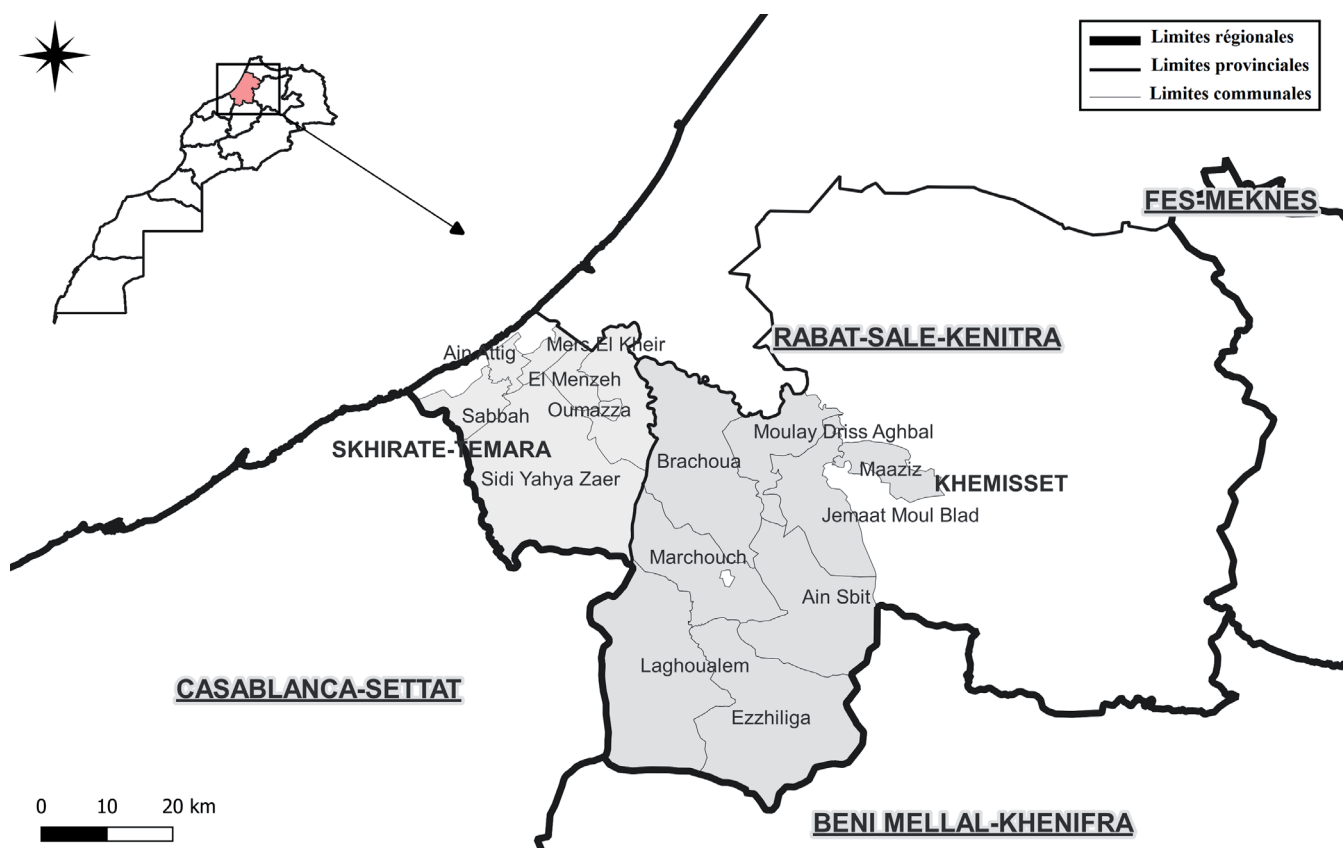 Limites régionales
Limites provinciales
Limites communales
FES-MEKNES
RABAT-SALE-KENITRA
Ain Attig
Mers El Kheir
El Menzeh
Oumazza
Sabbah
SKHIRATE-TEMARA
Sidi Yahya Zaer
Moulay Driss Aghbal
Brachoua
Maaziz
KHEMISSET
Jemaat Moul Blad
Marchouch
Ain Sbit
Laghoualem
Ezzhiliga
CASABLANCA-SETTAT
BENI MELLAL-KHENIFRA
0 10 20 km